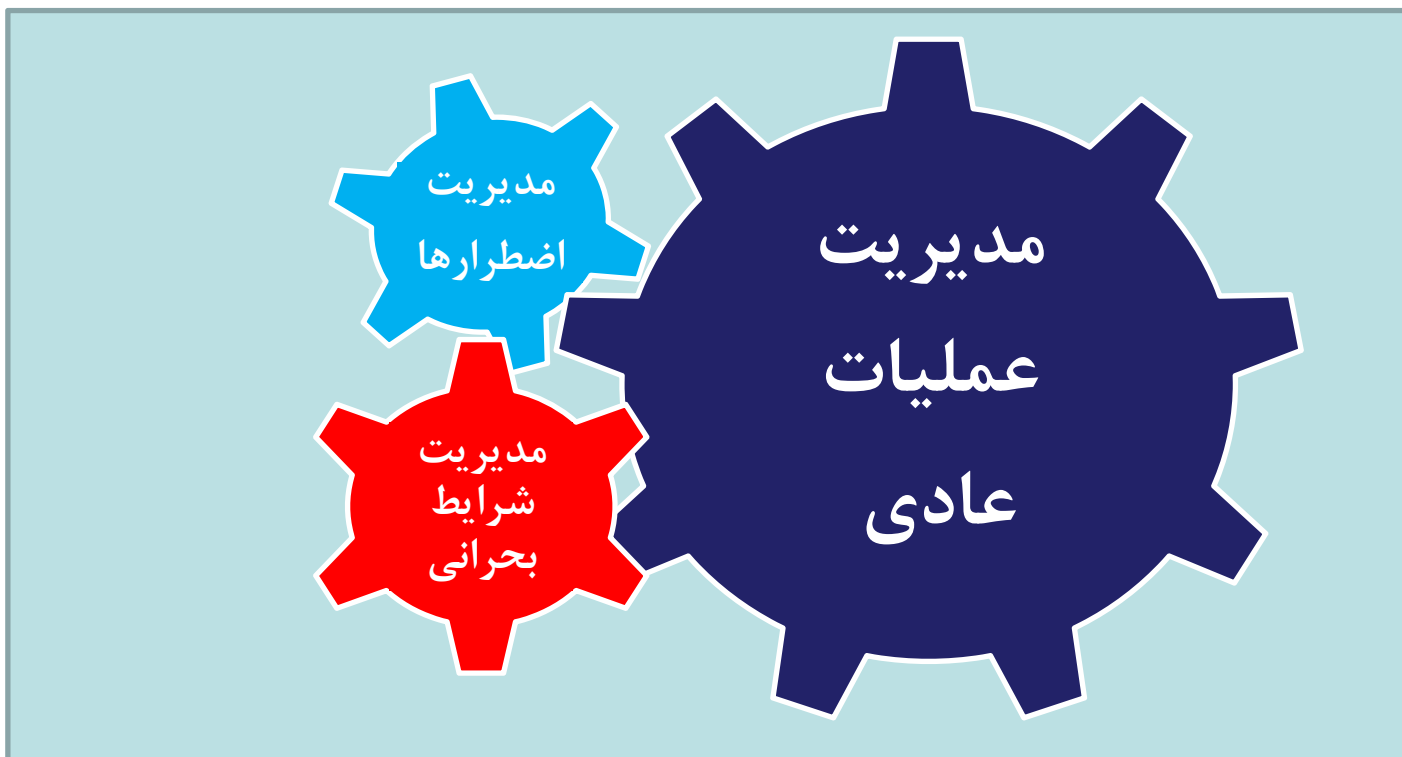 مدیریت
اضطرارها
مدیریت
عملیات
عادی
مدیریت
شرایط
بحرانی